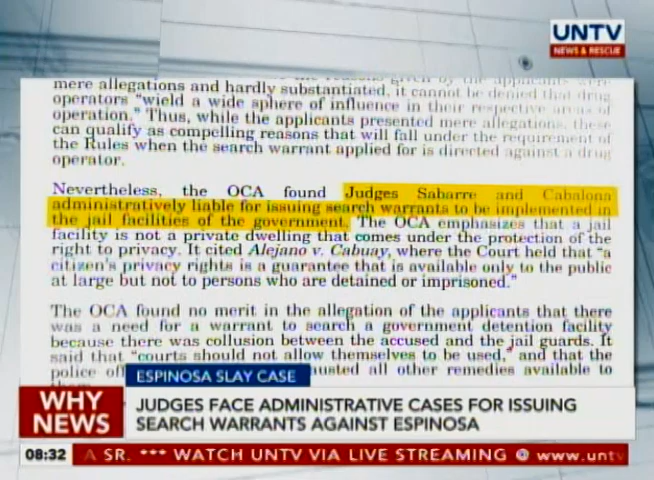 UNTV
NEWS & RESCUE
mere allegations and hardly substantiated, it cannot be denied that drug
operators "wield a wide sphere of influence in their respective areas of
operation." Thus, while the applicants presented mere allegations, these
can qualify as compelling reasons that will fall under the requirement of
the Rules when the search warrant applied for is directed against a drug
operator.
Nevertheless, the OCA found Judges Sabarre and Cabalona
administratively liable for issuing search warrants to be implemented in
the jail facilities of the government. The OCA emphasizes that a jail
facility is not a private dwelling that comes under the protection of the
right to privacy. It cited Alejano v. Cabuay, where the Court held that "a
citizen's privacy rights is a guarantee that is available only to the public
at large but not to persons who are detained or imprisoned."
The OCA found no merit in the allegation of the applicants that there
was a need for a warrant to search a government detention facility
because there was collusion between the accused and the jail guards. It
said that "courts should not allow themselves to be used," and that the
police of all other remedies available to
ESPINOSA SLAY CASE
WHY
NEWS
JUDGES FACE ADMINISTRATIVE CASES FOR ISSUING
SEARCH WARRANTS AGAINST ESPINOSA
08:32 A SR. *** WATCH UNTV VIA LIVE STREAMING @ www.untv